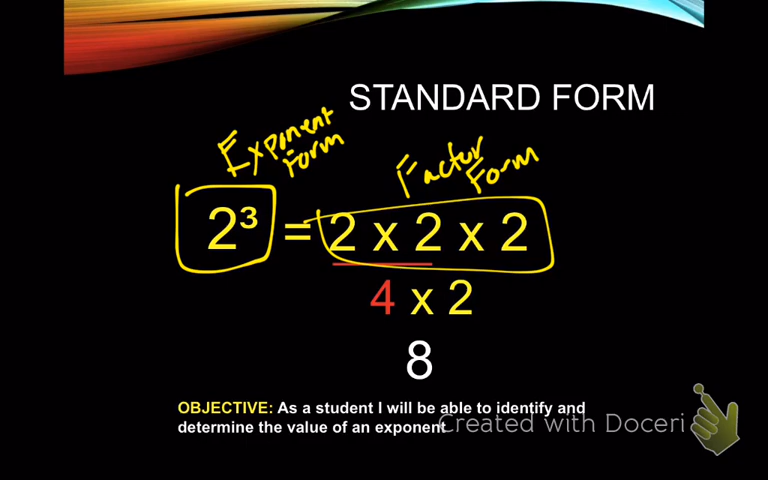 STANDARD FORM
Exponent
Form
Factor
Form
2³ = 2 x 2 x 2
4 x 2
8
OBJECTIVE: As a student I will be able to identify and
determine the value of an exponent
Created with Doceri